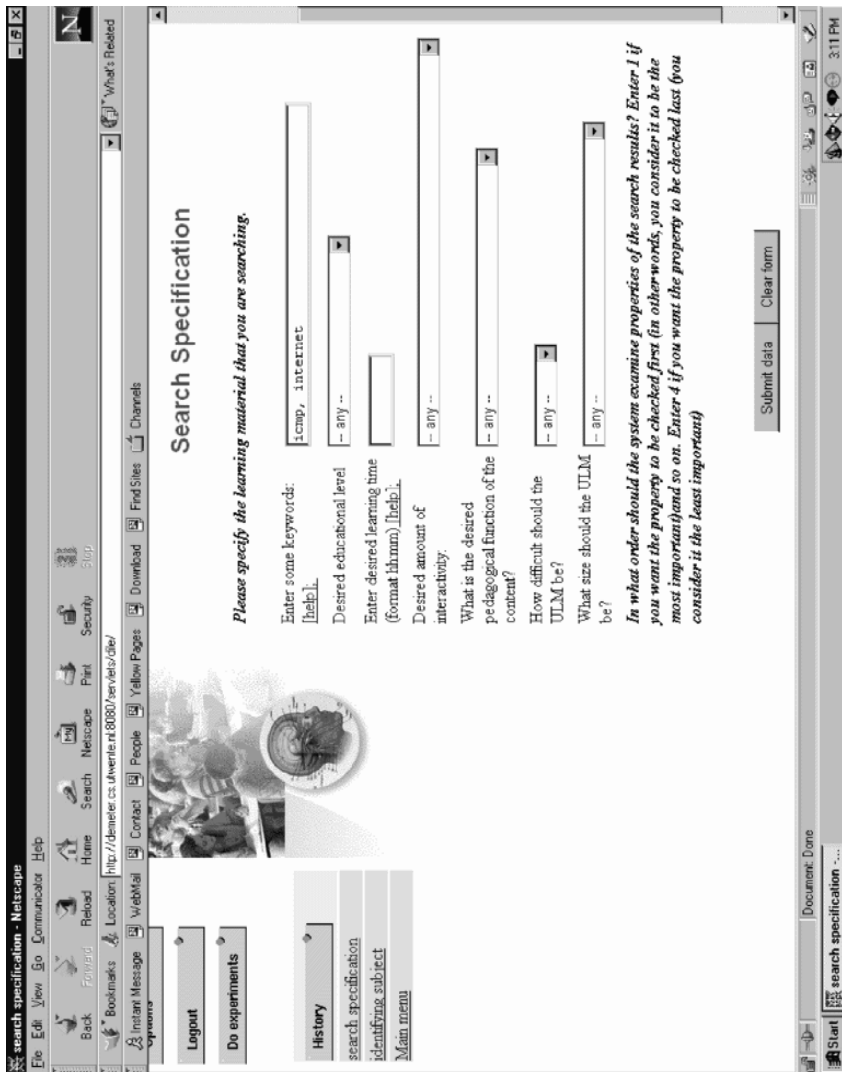 search specification - Netscape
File Edit View Go Communicator Help
Back Forward Reload Home Search Netscape Print Security Stop
Bookmarks Location: http://demeter.cs.utwente.nl:8080/servlets/dile/ What's Related
Instant Message WebMail Contact People Yellow Pages Download Find Sites Channels
Options
Logout
Do experiments
History
search specification
identifying subject
Main menu
Search Specification
Please specify the learning material that you are searching.
Enter some keywords:
[help]:
icmp, internet
Desired educational level
-- any --
Enter desired learning time
(format hhmm) [help]:
Desired amount of
interactivity:
-- any --
What is the desired
pedagogical function of the
content?
-- any --
How difficult should the
ULM be?
-- any --
What size should the ULM
be?
-- any --
In what order should the system examine properties of the search results? Enter 1 if
you want the property to be checked first (in other words, you consider it to be the
most important)and so on. Enter 4 if you want the property to be checked last (you
consider it the least important)
Submit data Clear form
Document: Done
Start search specification -... 3:11 PM